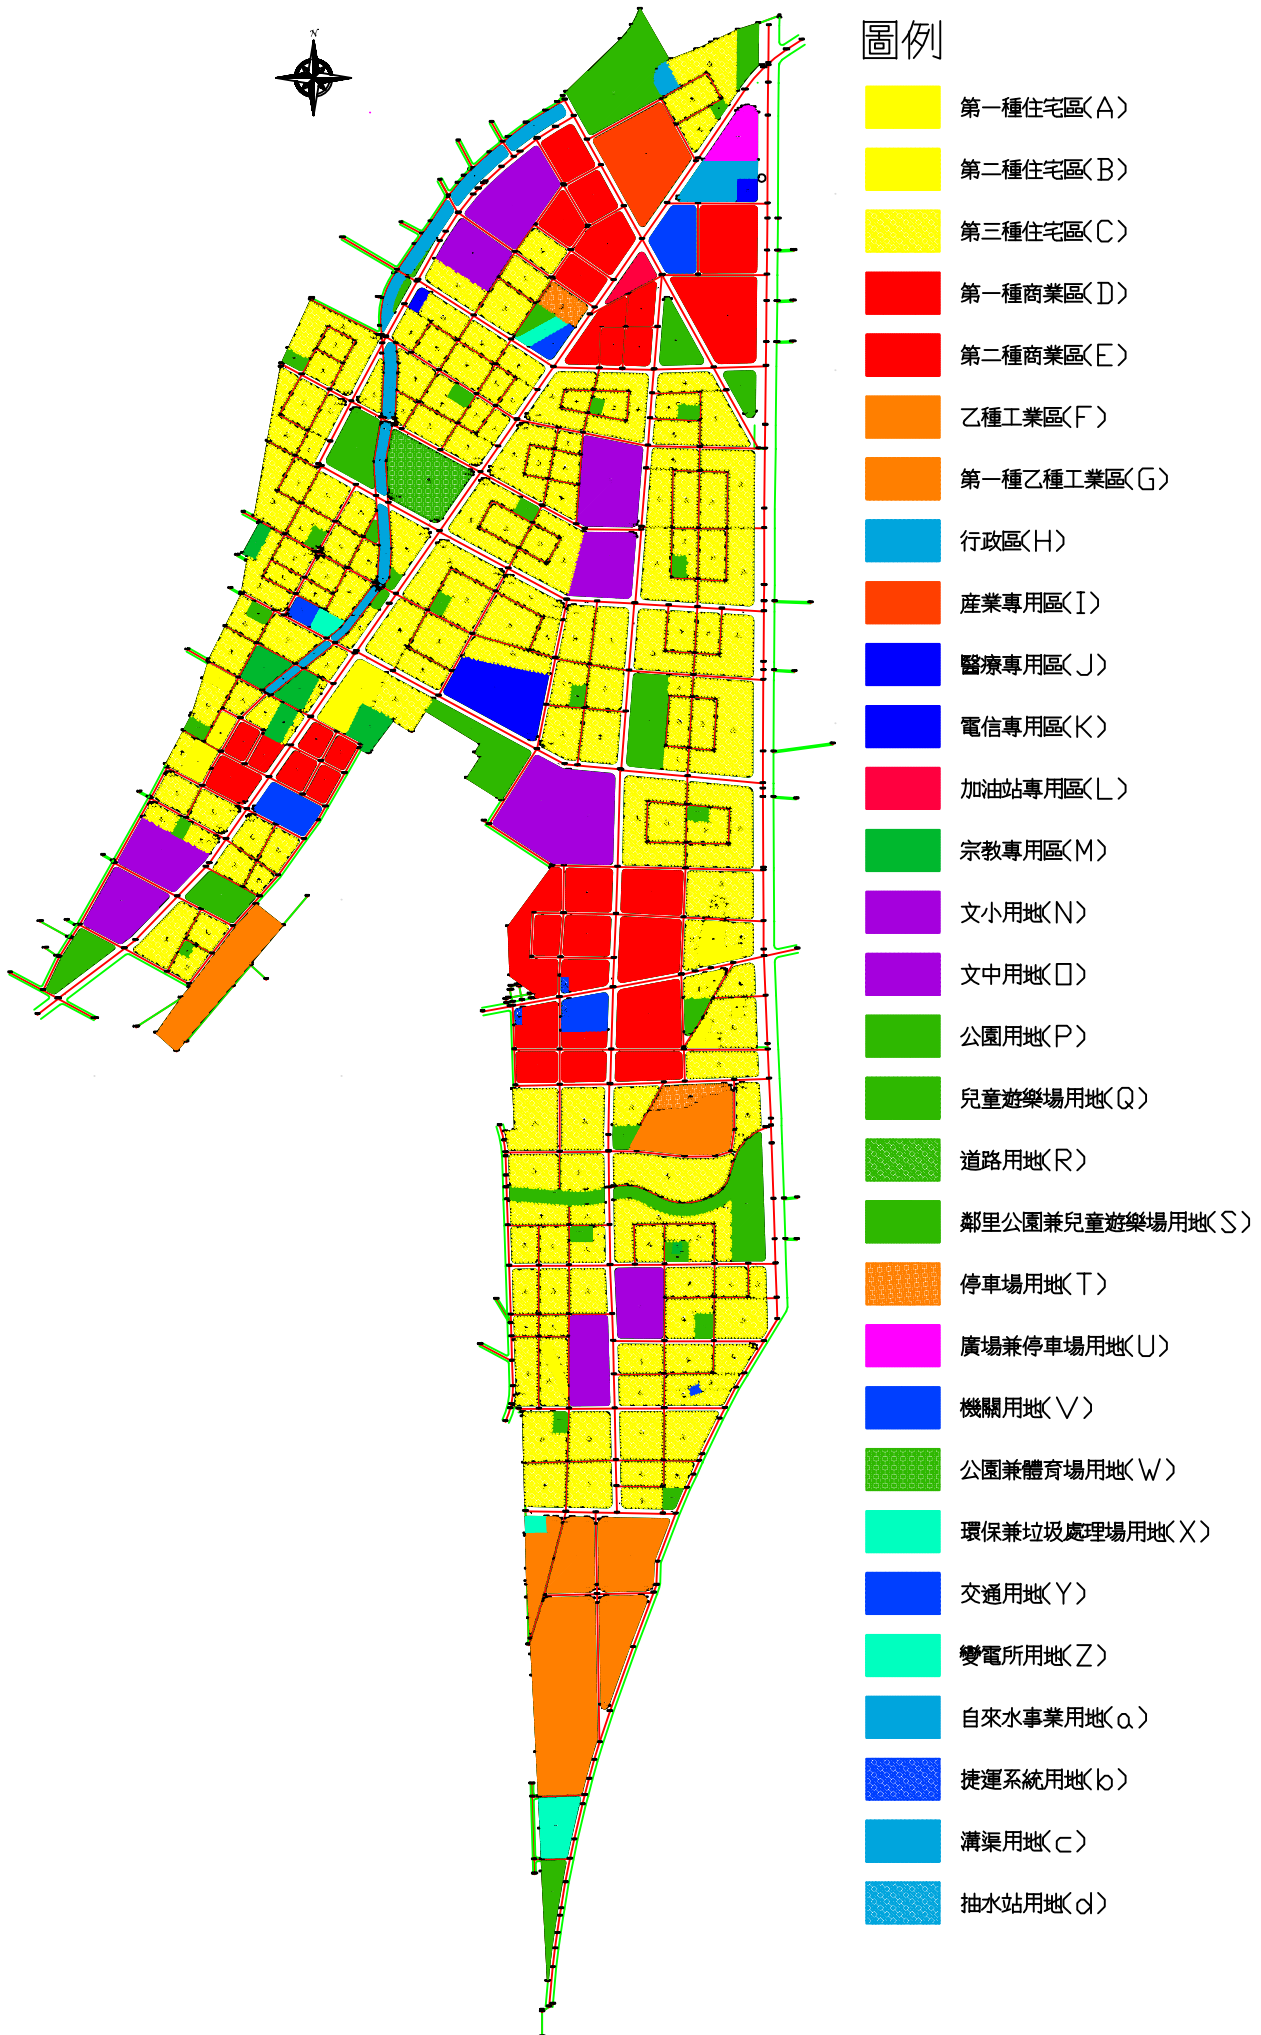 N
圖例
第一種住宅區(A)
第二種住宅區(B)
第三種住宅區(C)
第一種商業區(D)
第二種商業區(E)
乙種工業區(F)
第一種乙種工業區(G)
行政區(H)
產業專用區(I)
醫療專用區(J)
電信專用區(K)
加油站專用區(L)
宗教專用區(M)
文小用地(N)
文中用地(O)
公園用地(P)
兒童遊樂場用地(Q)
道路用地(R)
鄰里公園兼兒童遊樂場用地(S)
停車場用地(T)
廣場兼停車場用地(U)
機關用地(V)
公園兼體育場用地(W)
環保兼垃圾處理場用地(X)
交通用地(Y)
變電所用地(Z)
自來水事業用地(a)
捷運系統用地(b)
溝渠用地(c)
抽水站用地(d)